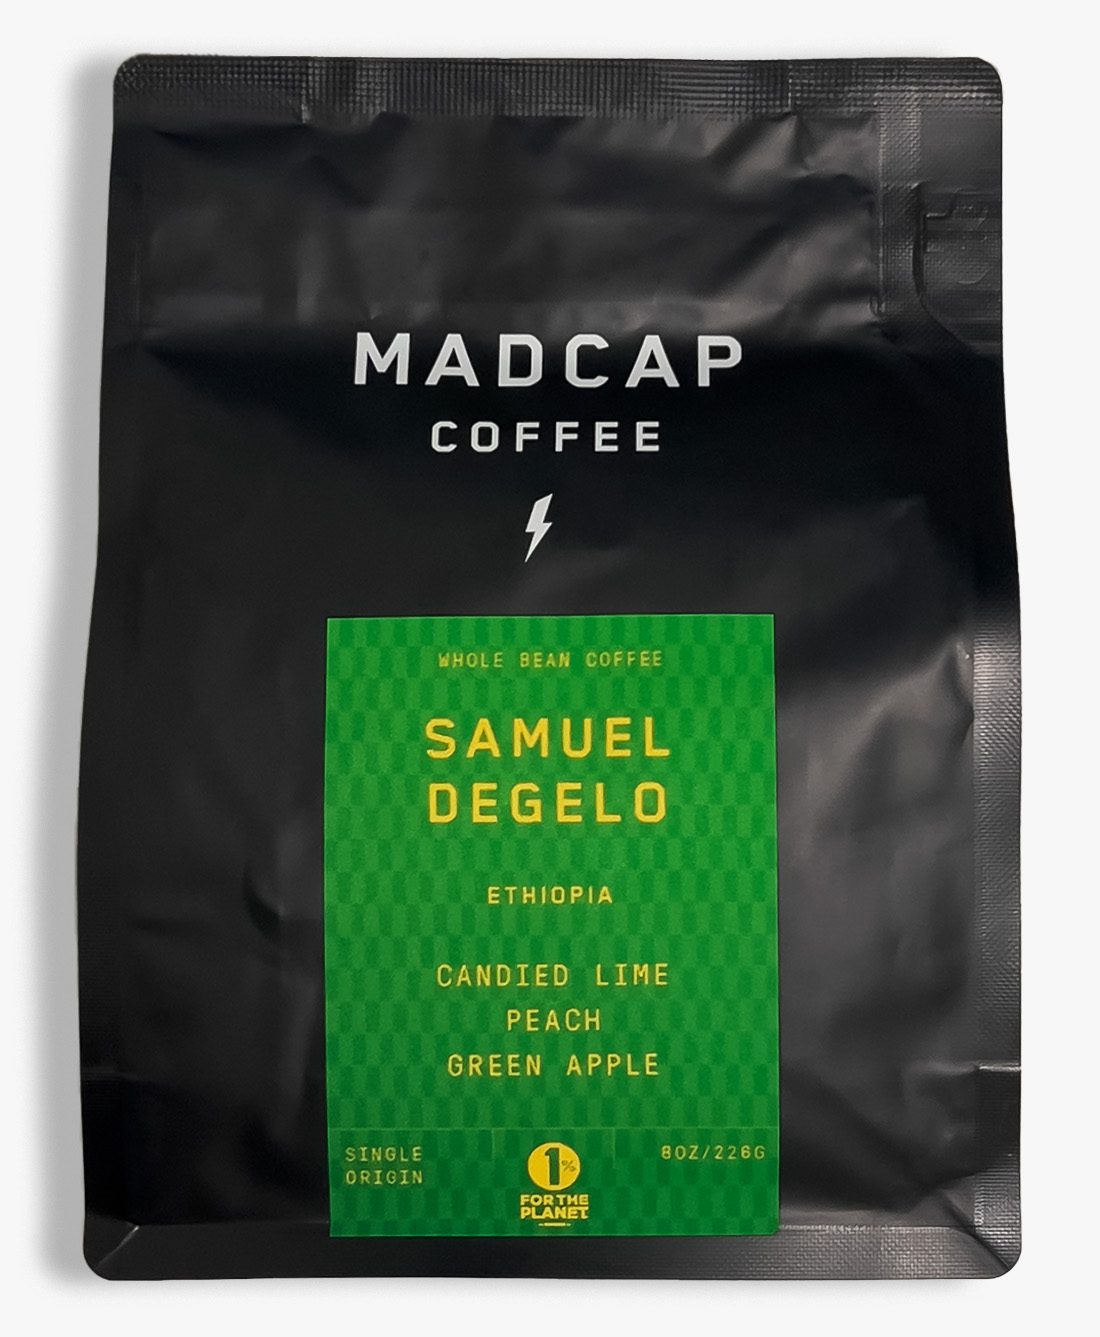 MADCAP
COFFEE
WHOLE BEAN COFFEE
SAMUEL
DEGELO
ETHIOPIA
CANDIED LIME
PEACH
GREEN APPLE
SINGLE
ORIGIN
1%
FOR THE
PLANET
8OZ/226G